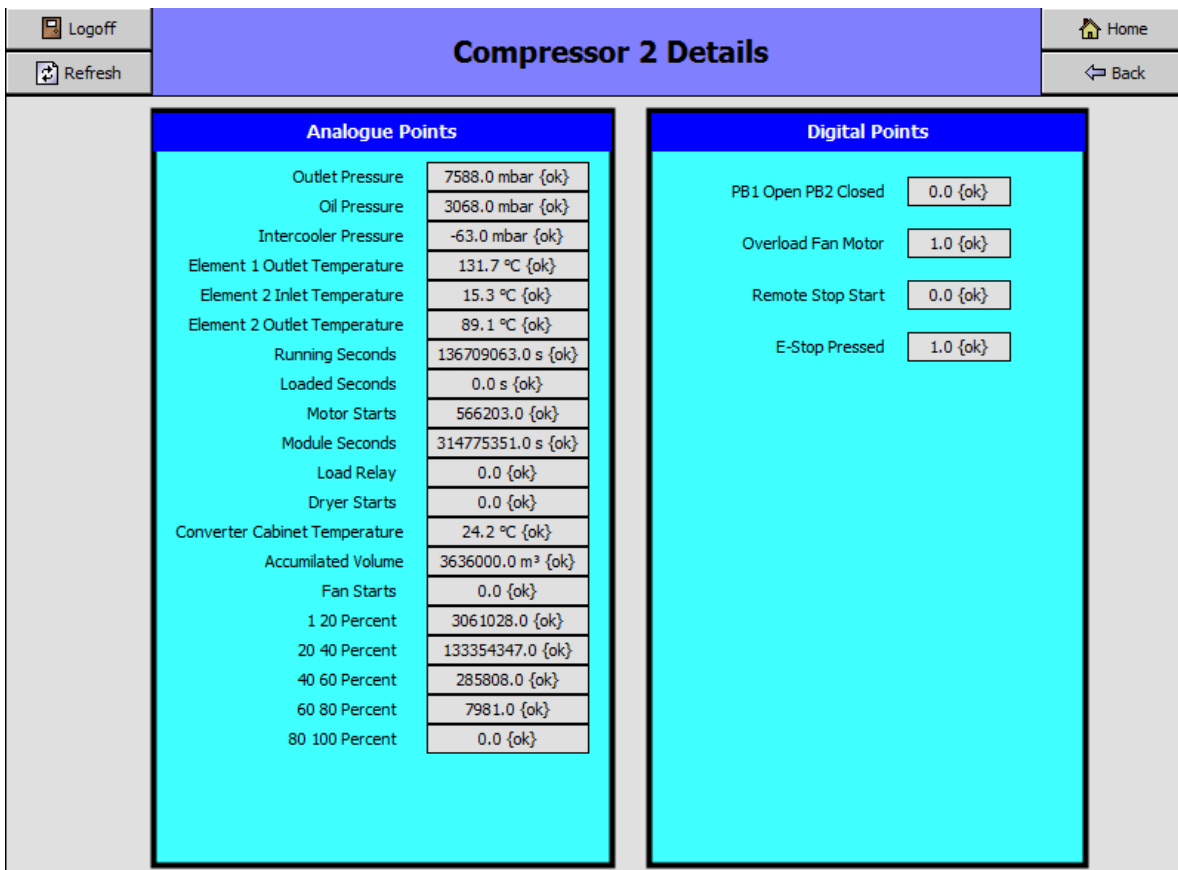 Logoff
Refresh
Compressor 2 Details
Home
Back
Analogue Points
Outlet Pressure 7588.0 mbar {ok}
Oil Pressure 3068.0 mbar {ok}
Intercooler Pressure -63.0 mbar {ok}
Element 1 Outlet Temperature 131.7 °C {ok}
Element 2 Inlet Temperature 15.3 °C {ok}
Element 2 Outlet Temperature 89.1 °C {ok}
Running Seconds 136709063.0 s {ok}
Loaded Seconds 0.0 s {ok}
Motor Starts 566203.0 {ok}
Module Seconds 314775351.0 s {ok}
Load Relay 0.0 {ok}
Dryer Starts 0.0 {ok}
Converter Cabinet Temperature 24.2 °C {ok}
Accumilated Volume 3636000.0 m³ {ok}
Fan Starts 0.0 {ok}
1 20 Percent 3061028.0 {ok}
20 40 Percent 133354347.0 {ok}
40 60 Percent 285808.0 {ok}
60 80 Percent 7981.0 {ok}
80 100 Percent 0.0 {ok}
Digital Points
PB1 Open PB2 Closed 0.0 {ok}
Overload Fan Motor 1.0 {ok}
Remote Stop Start 0.0 {ok}
E-Stop Pressed 1.0 {ok}